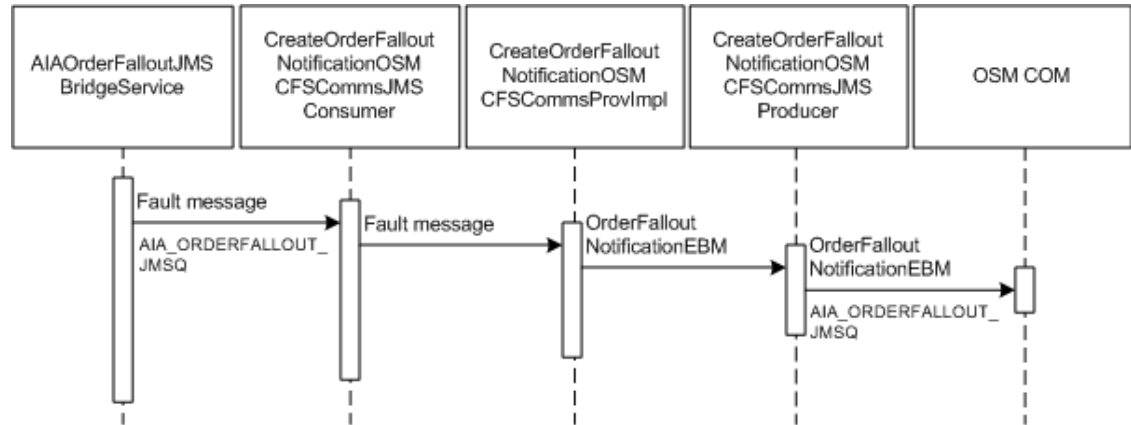 AIAOrderFalloutJMS
BridgeService
CreateOrderFallout
NotificationOSM
CFSCommsJMS
Consumer
CreateOrderFallout
NotificationOSM
CFSCommsProvImpl
CreateOrderFallout
NotificationOSM
CFSCommsJMS
Producer
OSM COM
Fault message
AIA_ORDERFALLOUT_
JMSQ
Fault message
OrderFallout
NotificationEBM
OrderFallout
NotificationEBM
AIA_ORDERFALLOUT_
JMSQ